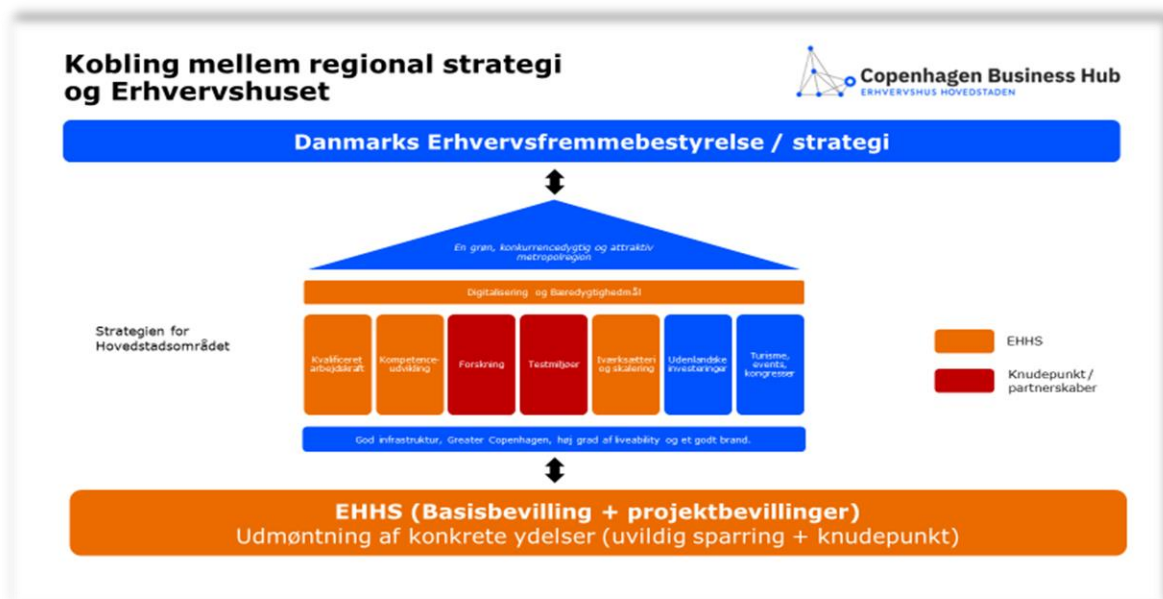 Kobling mellem regional strategi
og Erhvervshuset
Copenhagen Business Hub
ERHVERVSHUS HOVEDSTADEN
Danmarks Erhvervsfremmebestyrelse / strategi
En grøn, konkurrencedygtig og attraktiv
metropolregion
Digitalisering og Bæredygtighedmål
Strategien for
Hovedstadsområdet
Kvalificeret
arbejdskraft
Kompetence-
udvikling
Forskning
Testmiljøer
Iværksætteri
og skalering
Udenlandske
investeringer
Turisme,
events,
kongresser
EHHS
Knudepunkt/
partnerskaber
God infrastruktur, Greater Copenhagen, høj grad af liveability og et godt brand.
EHHS (Basisbevilling + projektbevillinger)
Udmøntning af konkrete ydelser (uvildig sparring + knudepunkt)